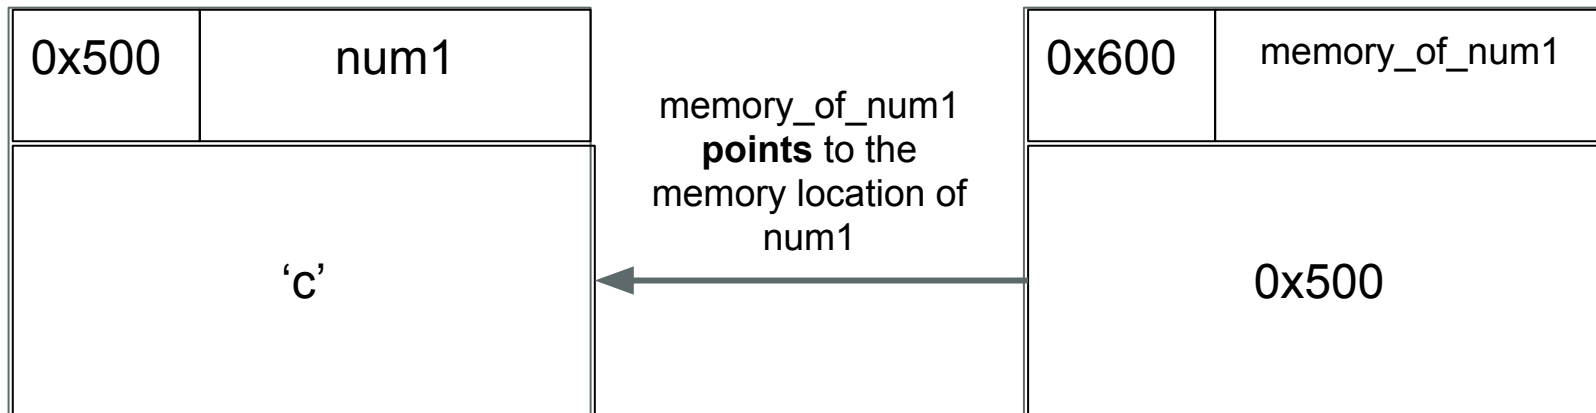 0x500 num1
‘c’
memory_of_num1
points to the
memory location of
num1
0x600 memory_of_num1
0x500